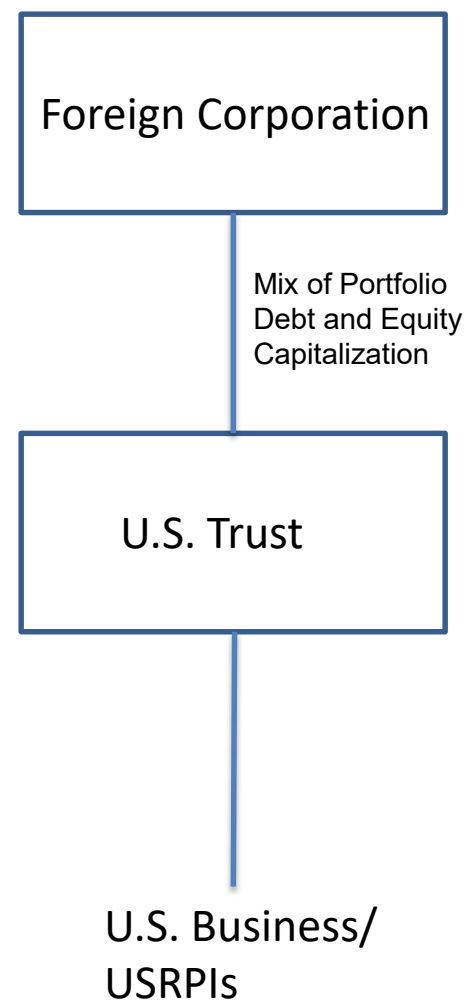 Foreign Corporation
Mix of Portfolio
Debt and Equity
Capitalization
U.S. Trust
U.S. Business/
USRPIs